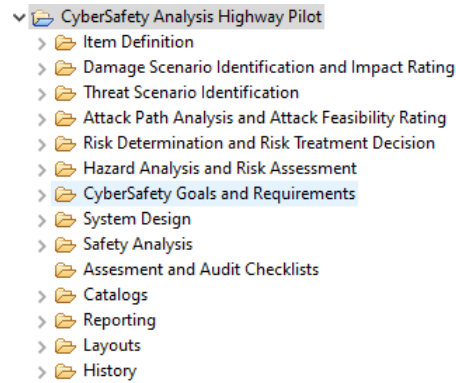 CyberSafety Analysis Highway Pilot
Item Definition
Damage Scenario Identification and Impact Rating
Threat Scenario Identification
Attack Path Analysis and Attack Feasibility Rating
Risk Determination and Risk Treatment Decision
Hazard Analysis and Risk Assessment
CyberSafety Goals and Requirements
System Design
Safety Analysis
Assesment and Audit Checklists
Catalogs
Reporting
Layouts
History